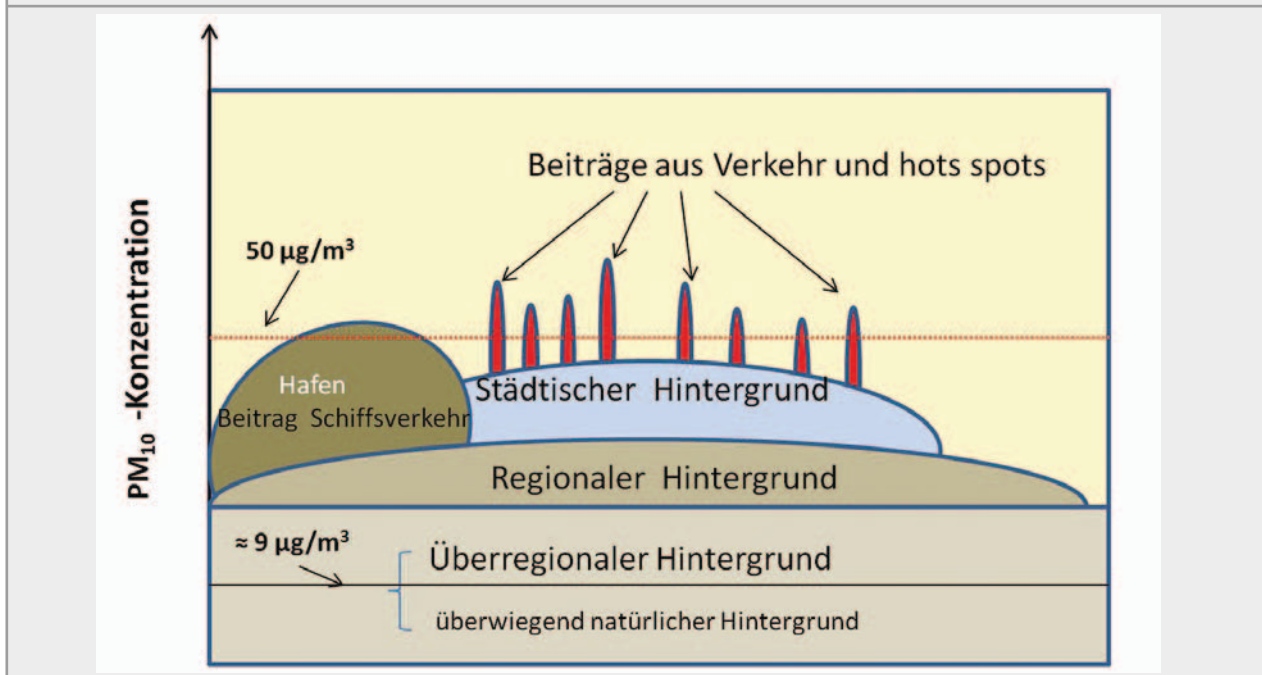 Beiträge aus Verkehr und hots spots
50 µg/m³
PM₁₀ -Konzentration
Hafen
Beitrag Schiffsverkehr
Städtischer Hintergrund
Regionaler Hintergrund
≈ 9 µg/m³
Überregionaler Hintergrund
überwiegend natürlicher Hintergrund